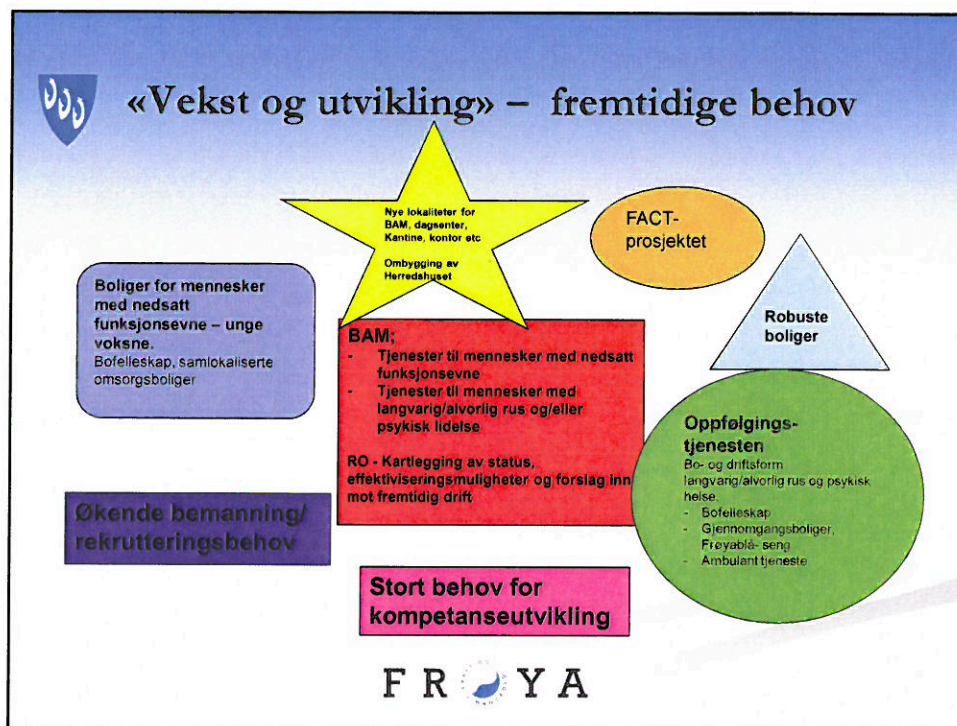 «Vekst og utvikling» – fremtidige behov
Nye lokaliteter for
BAM, dagsenter,
Kantine, kontor etc
Ombygging av
Herredshuset
FACT-
prosjektet
Boliger for mennesker
med nedsatt
funksjonsevne – unge
voksne.
Bofelleskap, samlokaliserte
omsorgsboliger
Robuste
boliger
BAM;
- Tjenester til mennesker med nedsatt
funksjonsevne
- Tjenester til mennesker med
langvarig/alvorlig rus og/eller
psykisk lidelse
RO - Kartlegging av status,
effektiviseringsmuligheter og forslag inn
mot fremtidig drift
Oppfølgings-
tjenesten
Bo- og driftsform
langvarig/alvorlig rus og psykisk
helse.
- Bofelleskap
- Gjennomgangsboliger,
Frøyablå- seng
- Ambulant tjeneste
Økende bemanning/
rekrutteringsbehov
Stort behov for
kompetanseutvikling
FRØYA